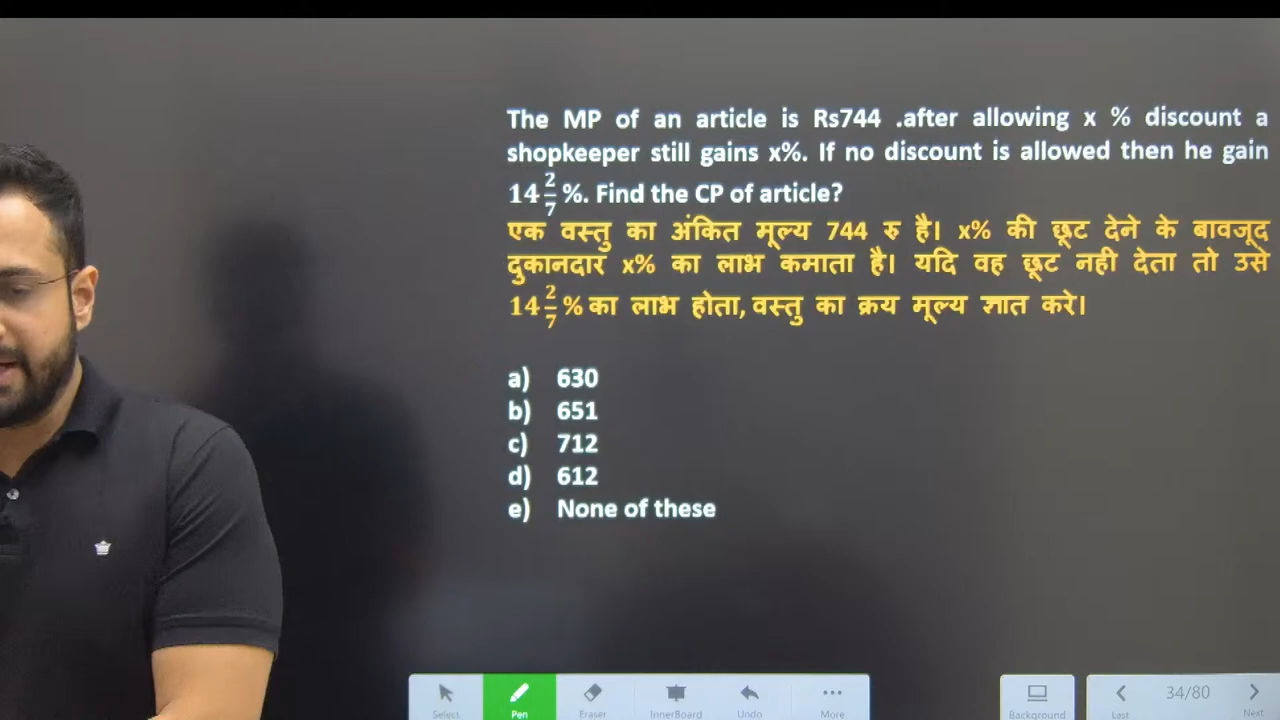 The MP of an article is Rs744 .after allowing x % discount a
shopkeeper still gains x%. If no discount is allowed then he gain
14 2/7 %. Find the CP of article?
एक वस्तु का अंकित मूल्य 744 रु है। x% की छूट देने के बावजूद
दुकानदार x% का लाभ कमाता है। यदि वह छूट नही देता तो उसे
14 2/7 % का लाभ होता, वस्तु का क्रय मूल्य ज्ञात करे।
a) 630
b) 651
c) 712
d) 612
e) None of these
Select Pen Eraser InnerBoard Undo More Background Last 34/80 Next